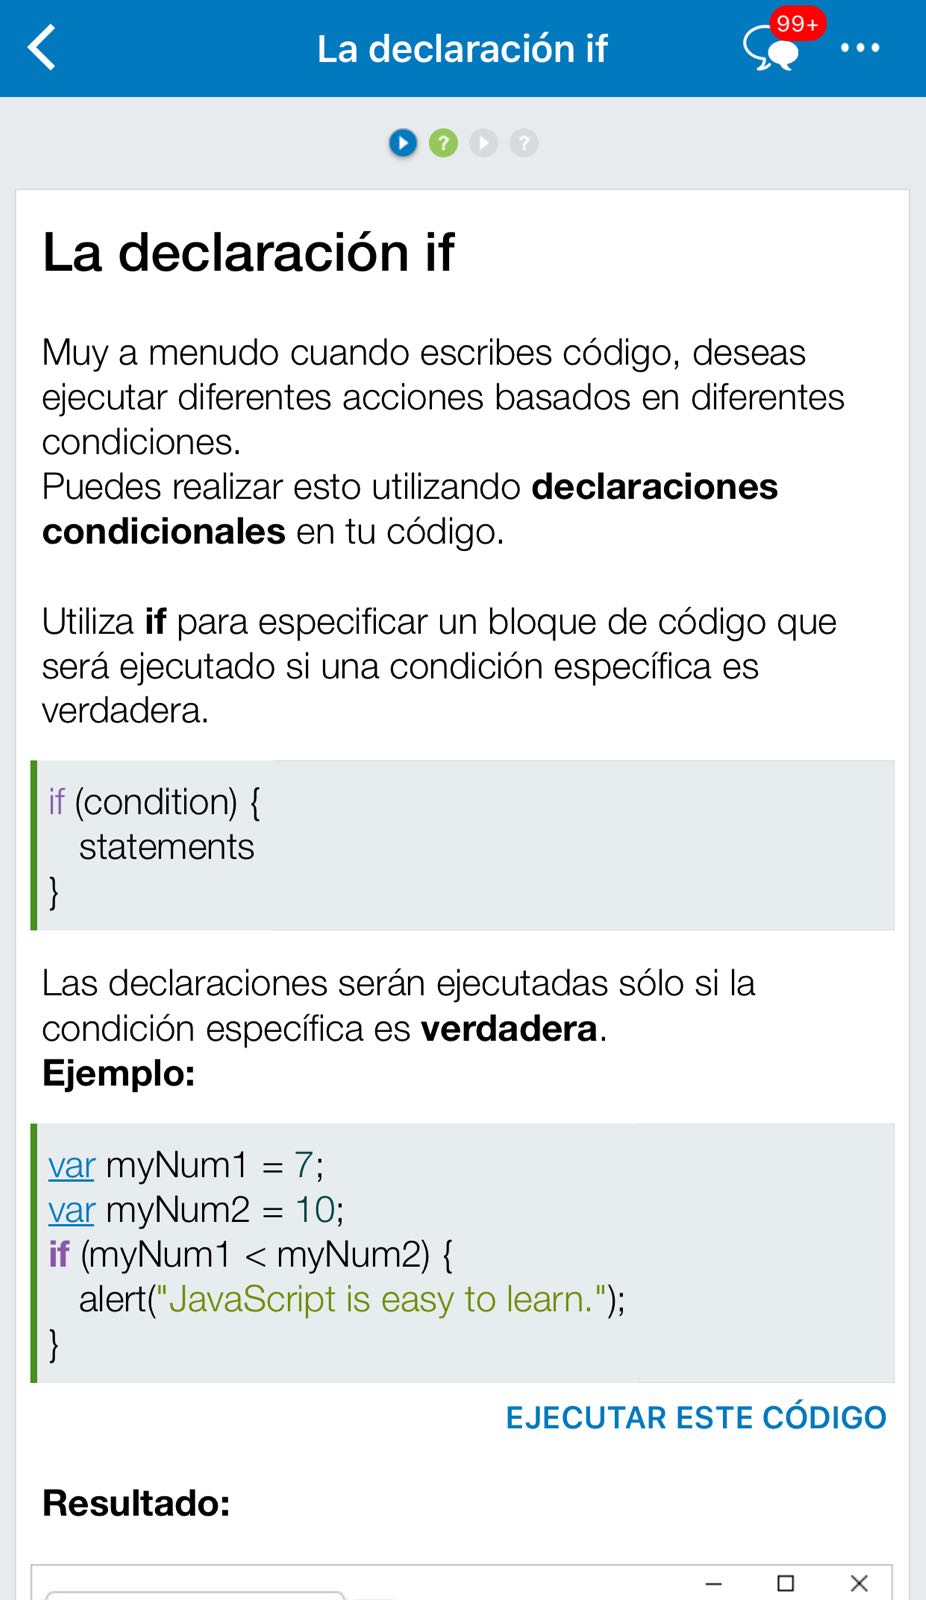 La declaración if
99+
La declaración if
Muy a menudo cuando escribes código, deseas
ejecutar diferentes acciones basados en diferentes
condiciones.
Puedes realizar esto utilizando declaraciones
condicionales en tu código.
Utiliza if para especificar un bloque de código que
será ejecutado si una condición específica es
verdadera.
if (condition) {
statements
}
Las declaraciones serán ejecutadas sólo si la
condición específica es verdadera.
Ejemplo:
var myNum1 = 7;
var myNum2 = 10;
if (myNum1 < myNum2) {
alert("JavaScript is easy to learn.");
}
EJECUTAR ESTE CÓDIGO
Resultado: